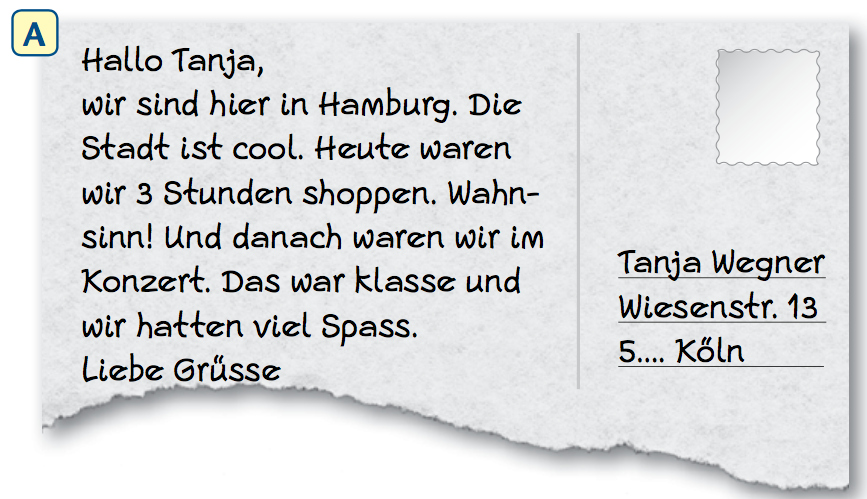 A
Hallo Tanja,
wir sind hier in Hamburg. Die
Stadt ist cool. Heute waren
wir 3 Stunden shoppen. Wahn-
sinn! Und danach waren wir im
Konzert. Das war klasse und
wir hatten viel Spass.
Liebe Grűsse
Tanja Wegner
Wiesenstr. 13
5.... Kőln